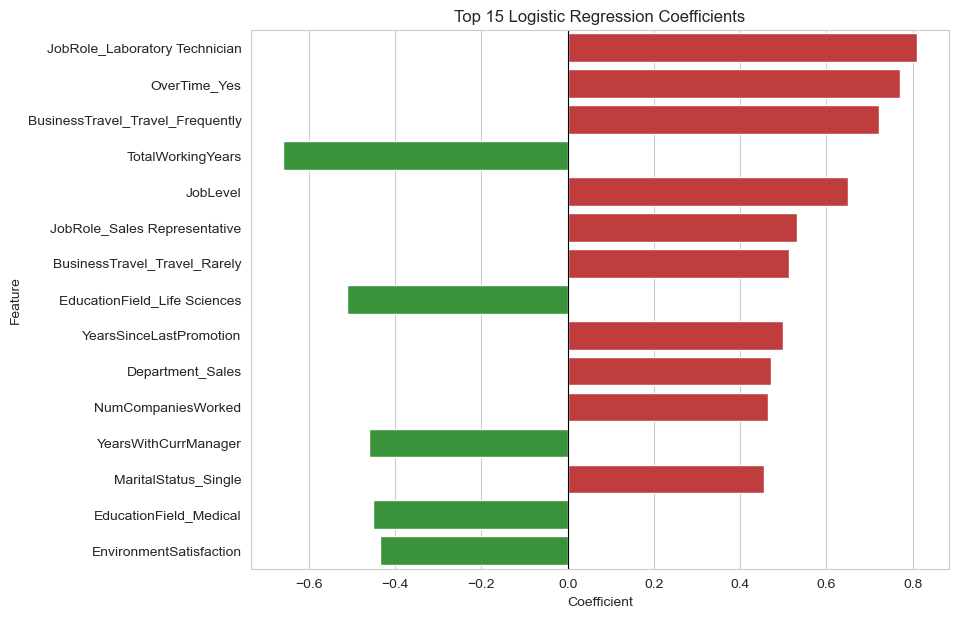 Top 15 Logistic Regression Coefficients
Feature
JobRole_Laboratory Technician
OverTime_Yes
BusinessTravel_Travel_Frequently
TotalWorkingYears
JobLevel
JobRole_Sales Representative
BusinessTravel_Travel_Rarely
EducationField_Life Sciences
YearsSinceLastPromotion
Department_Sales
NumCompaniesWorked
YearsWithCurrManager
MaritalStatus_Single
EducationField_Medical
EnvironmentSatisfaction
−0.6 −0.4 −0.2 0.0 0.2 0.4 0.6 0.8
Coefficient